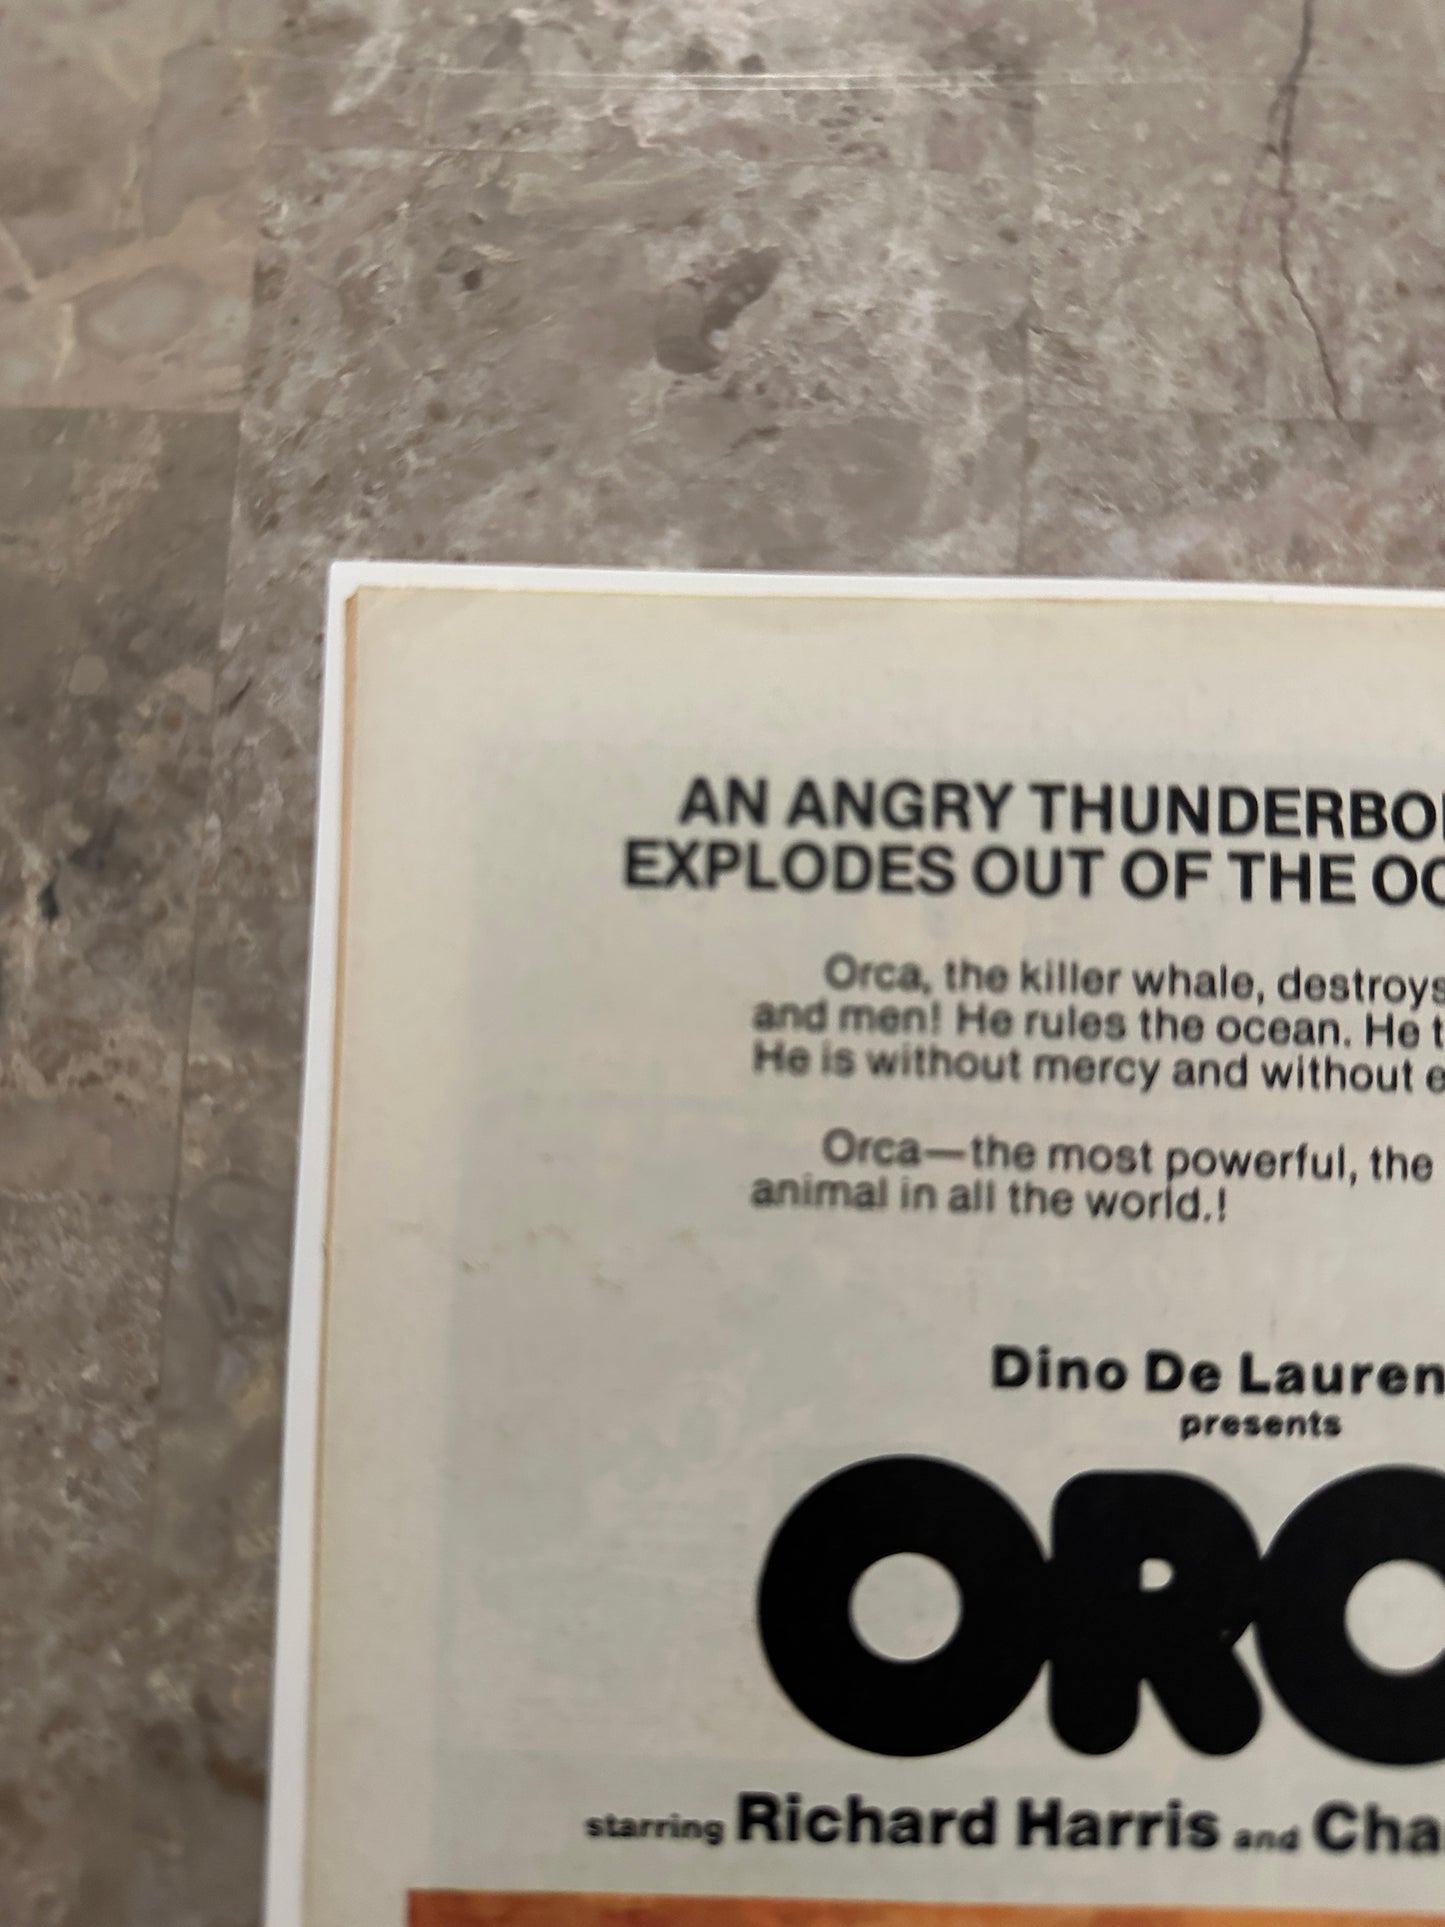 AN ANGRY THUNDERBO
EXPLODES OUT OF THE OC
Orca, the killer whale, destroys
and men! He rules the ocean. He t
He is without mercy and without e
Orca—the most powerful, the
animal in all the world.!
Dino De Lauren
presents
ORC
starring Richard Harris and Cha